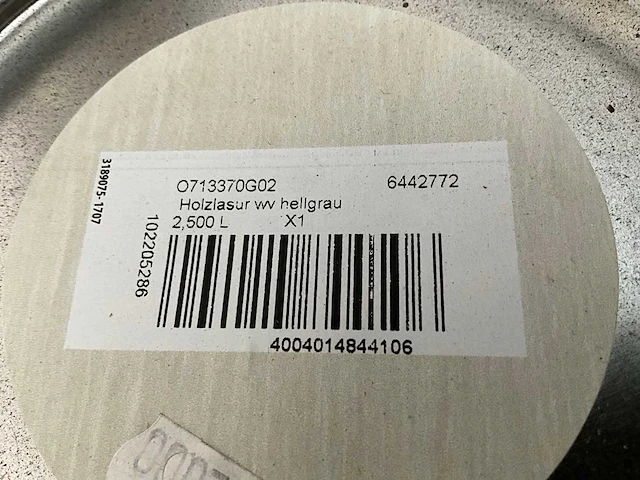 O713370G02 6442772
Holzlasur wv hellgrau
2,500 L X1
4004014844106
102205286
3189075-1707